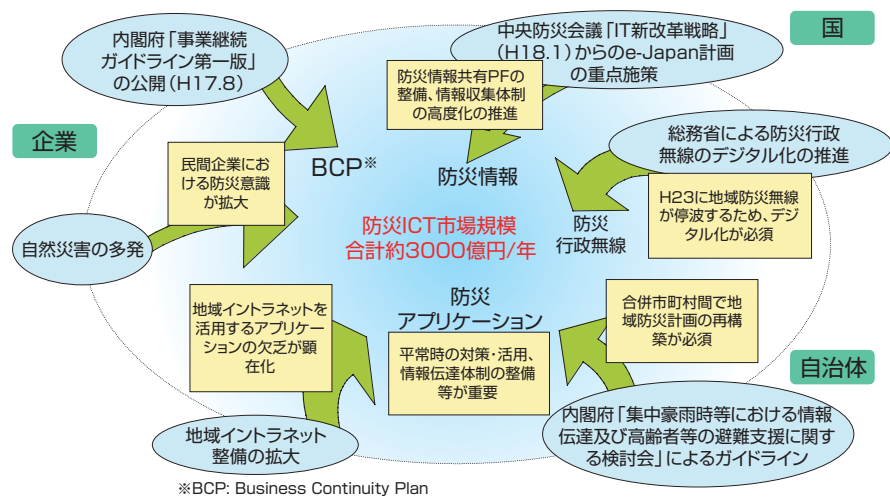 国
内閣府「事業継続
ガイドライン第一版」
の公開(H17.8)
中央防災会議「IT新改革戦略」
(H18.1)からのe-Japan計画
の重点施策
防災情報共有PFの
整備、情報収集体制
の高度化の推進
企業
総務省による防災行政
無線のデジタル化の推進
民間企業にお
ける防災意識
が拡大
BCP※
防災情報
H23に地域防災無線
が停波するため、デジ
タル化が必須
防災
行政無線
防災ICT市場規模
合計約3000億円/年
自然災害の多発
地域イントラネットを
活用するアプリケー
ションの欠乏が顕
在化
防災
アプリケーション
平常時の対策・活用、
情報伝達体制の整備
等が重要
合併市町村間で地
域防災計画の再構
築が必須
自治体
地域イントラネット
整備の拡大
内閣府「集中豪雨時等における情報
伝達及び高齢者等の避難支援に関す
る検討会」によるガイドライン
※BCP: Business Continuity Plan